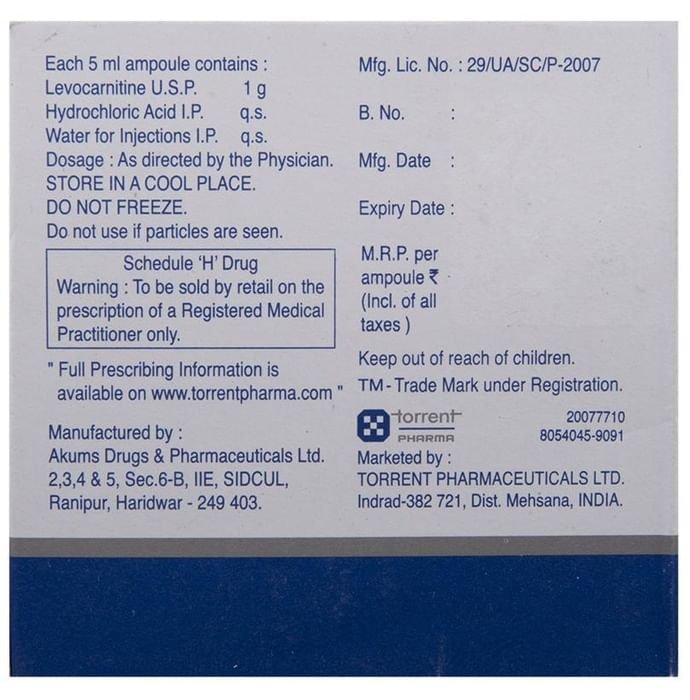 Each 5 ml ampoule contains :
Levocarnitine U.S.P. 1 g
Hydrochloric Acid I.P. q.s.
Water for Injections I.P. q.s.
Dosage : As directed by the Physician.
STORE IN A COOL PLACE.
DO NOT FREEZE.
Do not use if particles are seen.
Schedule ‘H’ Drug
Warning : To be sold by retail on the
prescription of a Registered Medical
Practitioner only.
" Full Prescribing Information is
available on www.torrentpharma.com "
Manufactured by :
Akums Drugs & Pharmaceuticals Ltd.
2,3,4 & 5, Sec.6-B, IIE, SIDCUL,
Ranipur, Haridwar - 249 403.
Mfg. Lic. No. : 29/UA/SC/P-2007
B. No. :
Mfg. Date :
Expiry Date :
M.R.P. per
ampoule ₹
(Incl. of all
taxes )
Keep out of reach of children.
TM - Trade Mark under Registration.
torrent
PHARMA
20077710
8054045-9091
Marketed by :
TORRENT PHARMACEUTICALS LTD.
Indrad-382 721, Dist. Mehsana, INDIA.